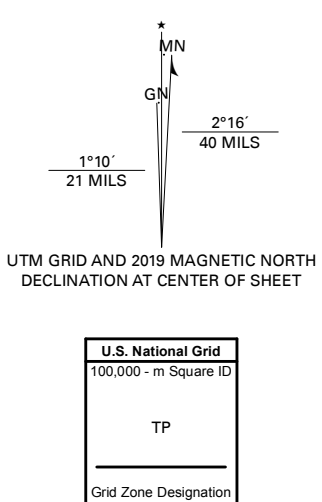 ★
MN
GN
2°16´
40 MILS
1°10´
21 MILS
UTM GRID AND 2019 MAGNETIC NORTH
DECLINATION AT CENTER OF SHEET
U.S. National Grid
100,000 - m Square ID
TP
Grid Zone Designation